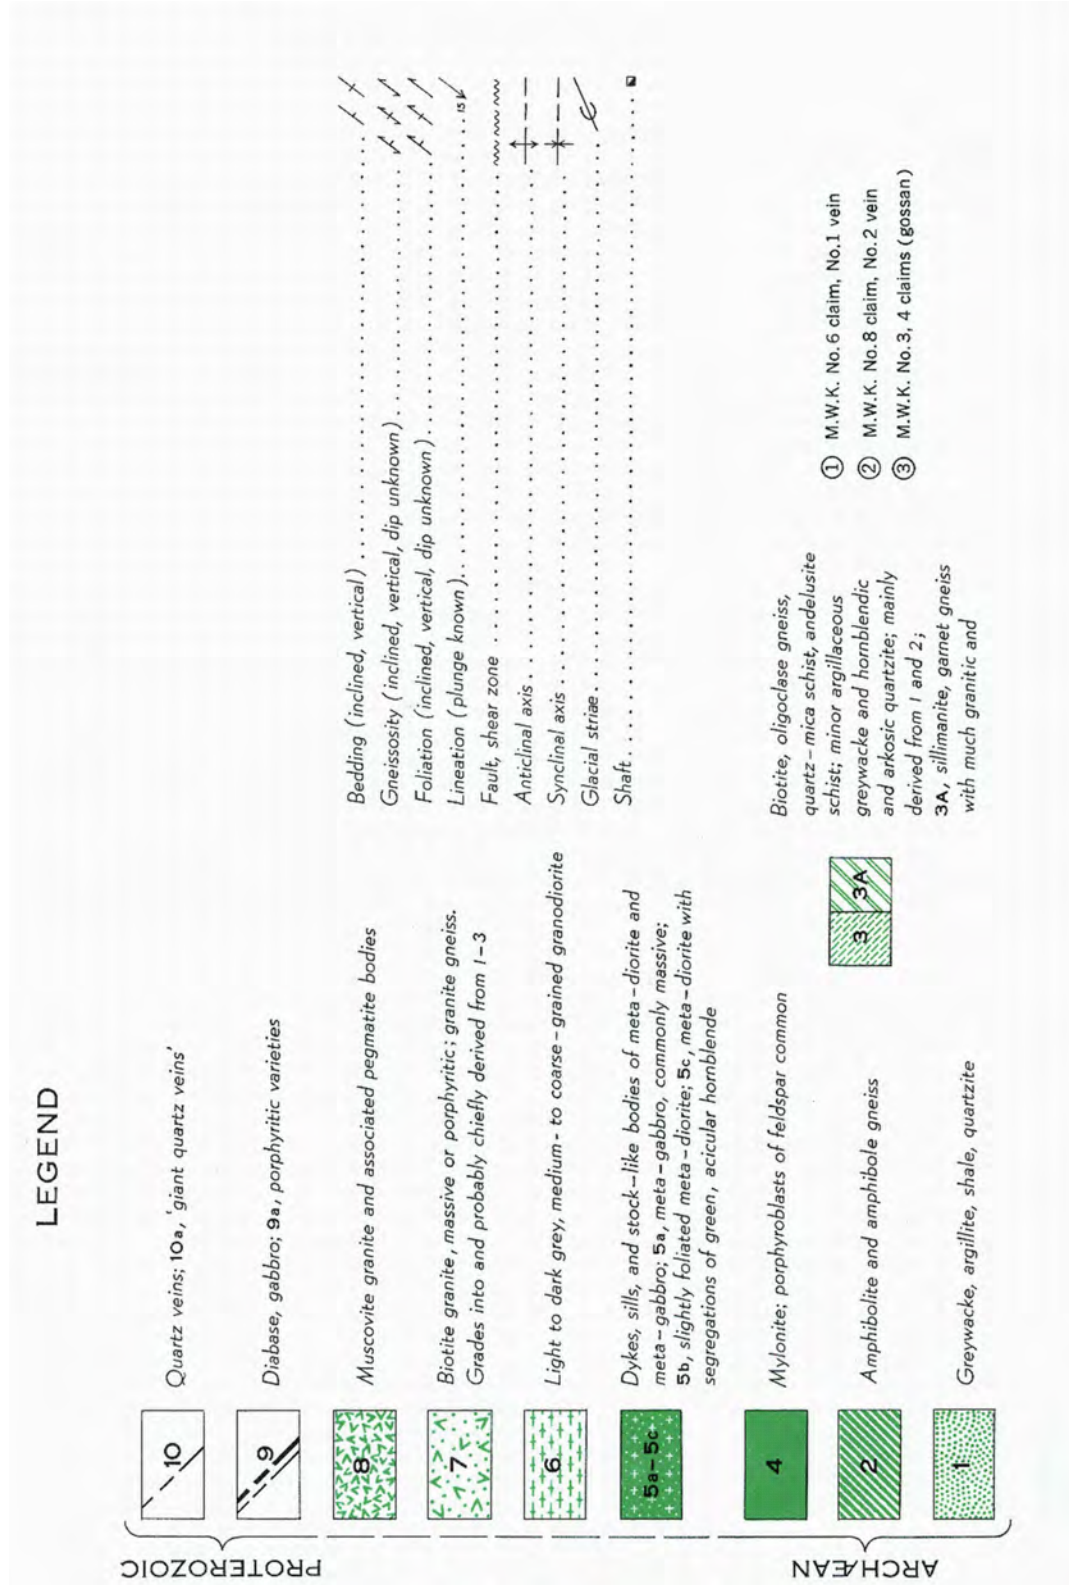 LEGEND
PROTEROZOIC
10
Quartz veins; 10a, 'giant quartz veins'
9
Diabase, gabbro; 9a, porphyritic varieties
8
Muscovite granite and associated pegmatite bodies
7
Biotite granite, massive or porphyritic; granite gneiss.
Grades into and probably chiefly derived from 1-3
6
Light to dark grey, medium- to coarse-grained granodiorite
5a-5c
Dykes, sills, and stock-like bodies of meta-diorite and
meta-gabbro; 5a, meta-gabbro, commonly massive;
5b, slightly foliated meta-diorite; 5c, meta-diorite with
segregations of green, acicular hornblende
ARCHÆAN
4
Mylonite; porphyroblasts of feldspar common
2
Amphibolite and amphibole gneiss
1
Greywacke, argillite, shale, quartzite
3 3A
Biotite, oligoclase gneiss,
quartz-mica schist, andelusite
schist; minor argillaceous
greywacke and hornblendic
and arkosic quartzite; mainly
derived from 1 and 2;
3A, sillimanite, garnet gneiss
with much granitic and
Bedding (inclined, vertical)
Gneissosity (inclined, vertical, dip unknown)
Foliation (inclined, vertical, dip unknown)
Lineation (plunge known) 15
Fault, shear zone
Anticlinal axis
Synclinal axis
Glacial striae
Shaft
1 M.W.K. No.6 claim, No.1 vein
2 M.W.K. No.8 claim, No.2 vein
3 M.W.K. No.3, 4 claims (gossan)